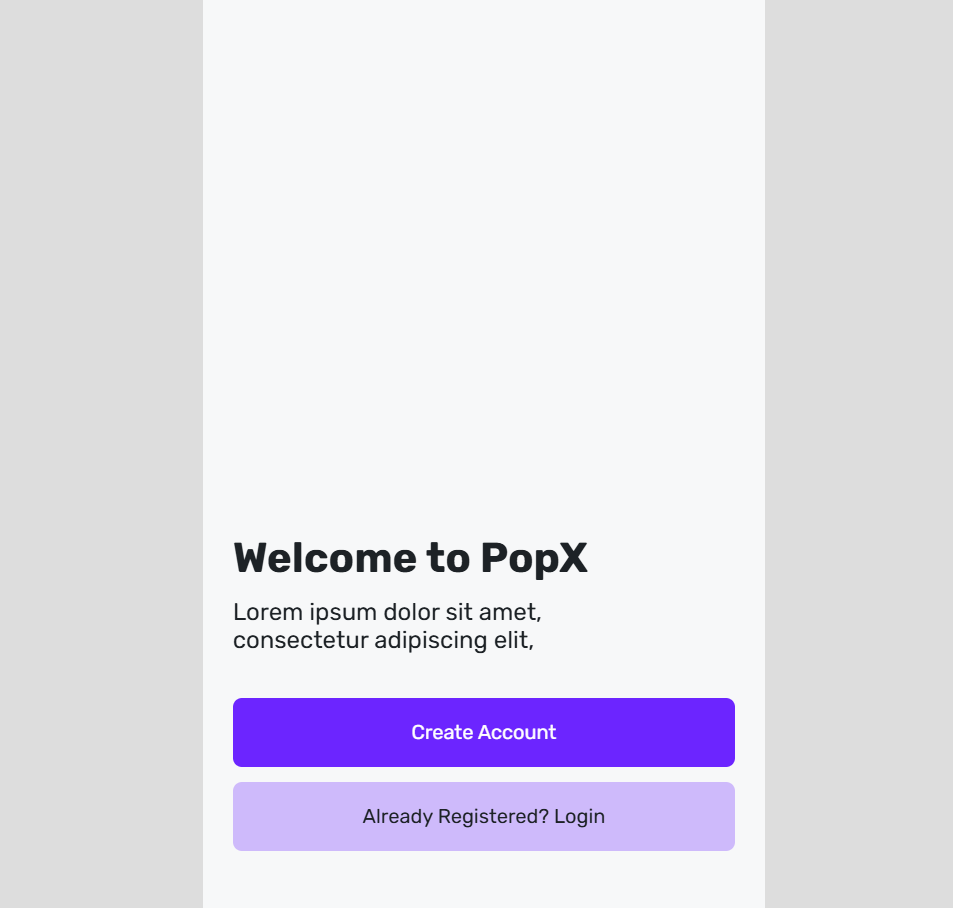 Welcome to PopX
Lorem ipsum dolor sit amet,
consectetur adipiscing elit,
Create Account
Already Registered? Login